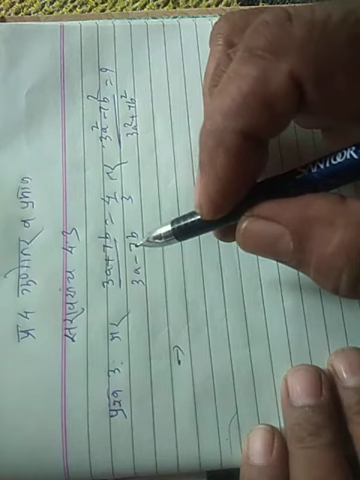 प्र 4 गुणोत्तर व प्रमाण
सरावसंच 4.3
प्रश्न 3. जर 3a+7b / 3a-7b = 4/3 तर 3a²-7b² / 3a²+7b² = ?
⇒
SANTOOR